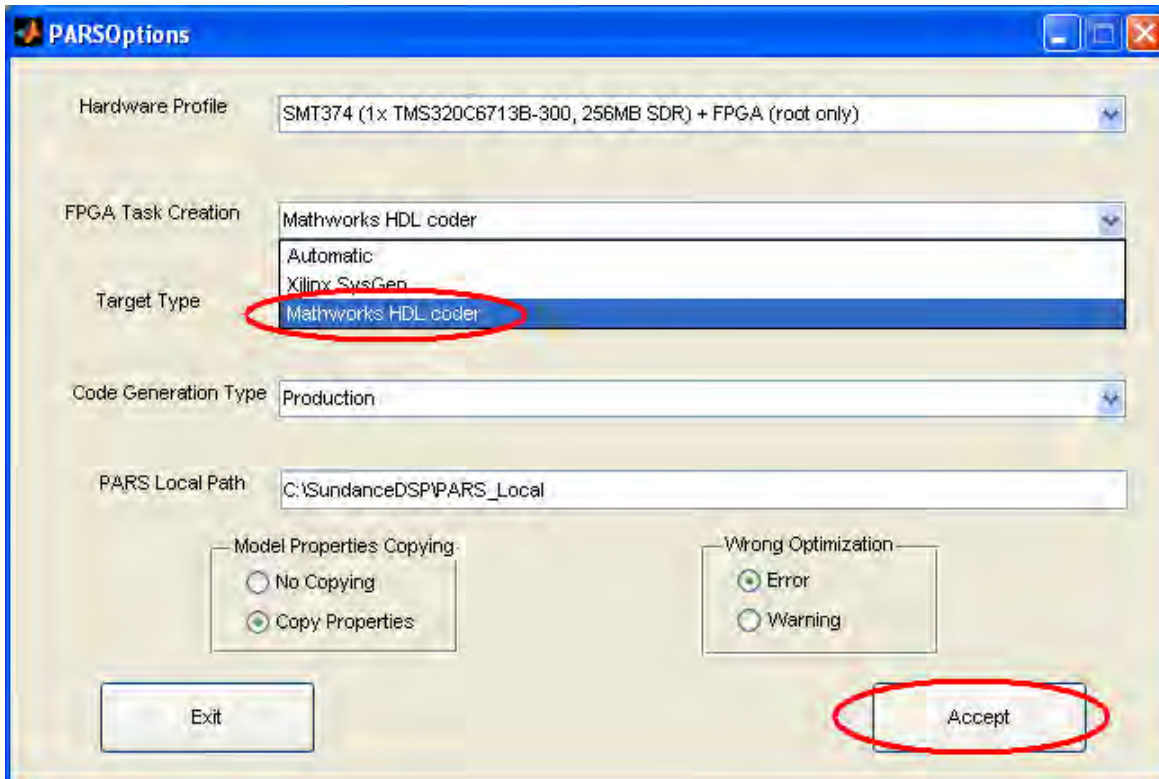 PARSOptions
Hardware Profile
SMT374 (1x TMS320C6713B-300, 256MB SDR) + FPGA (root only)
FPGA Task Creation
Mathworks HDL coder
Automatic
Xilinx SysGen
Target Type
Mathworks HDL coder
Code Generation Type
Production
PARS Local Path
C:\SundanceDSP\PARS_Local
Model Properties Copying
No Copying
Copy Properties
Wrong Optimization
Error
Warning
Exit
Accept